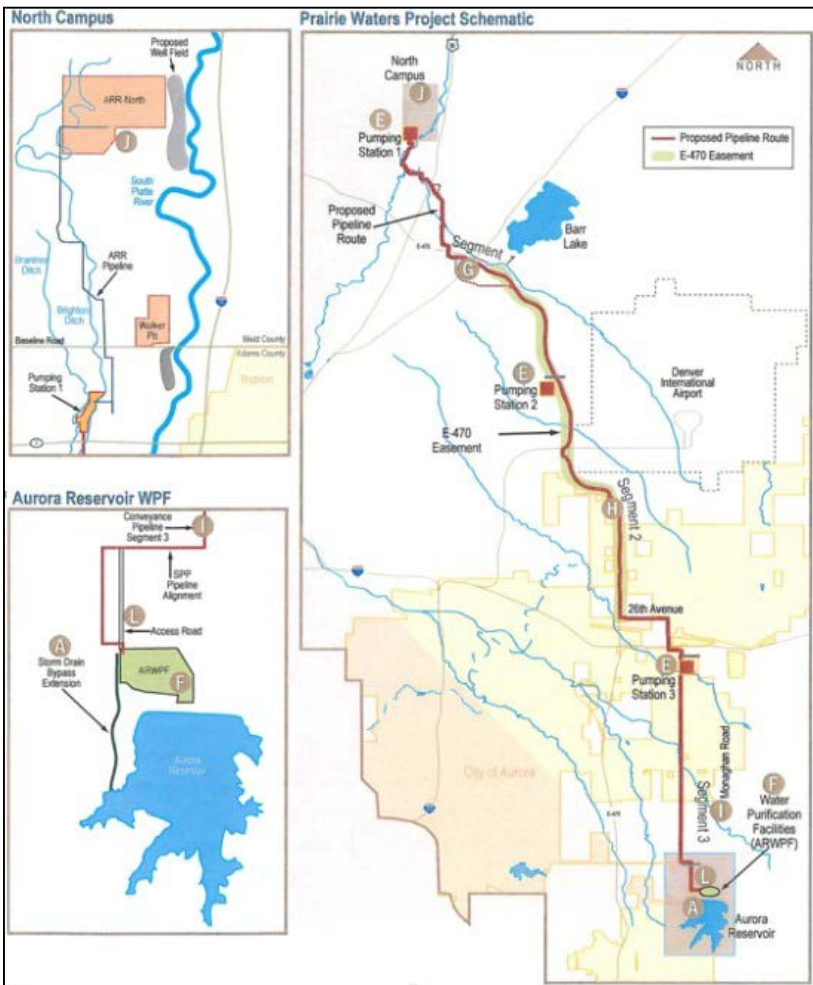 North Campus
Proposed
Well Field
ARR-North
J
South
Platte
River
Brantner
Ditch
ARR
Pipeline
Brighton
Ditch
Walker
Pit
Baseline Road
Weld County
Adams County
Brighton
Pumping
Station 1
Aurora Reservoir WPF
Conveyance
Pipeline
Segment 3
I
SPP
Pipeline
Alignment
L
Access Road
A
Storm Drain
Bypass
Extension
ARWPF
F
Aurora
Reservoir
Prairie Waters Project Schematic
NORTH
North
Campus
J
E
Pumping
Station 1
Proposed Pipeline Route
E-470 Easement
Proposed
Pipeline
Route
Segment 1
Barr
Lake
E-470
G
E
Pumping
Station 2
Denver
International
Airport
E-470
Easement
Segment 2
H
26th Avenue
E
Pumping
Station 3
Monaghan Road
City of Aurora
Segment 3
I
F
Water
Purification
Facilities
(ARWPF)
E-470
L
A
Aurora
Reservoir